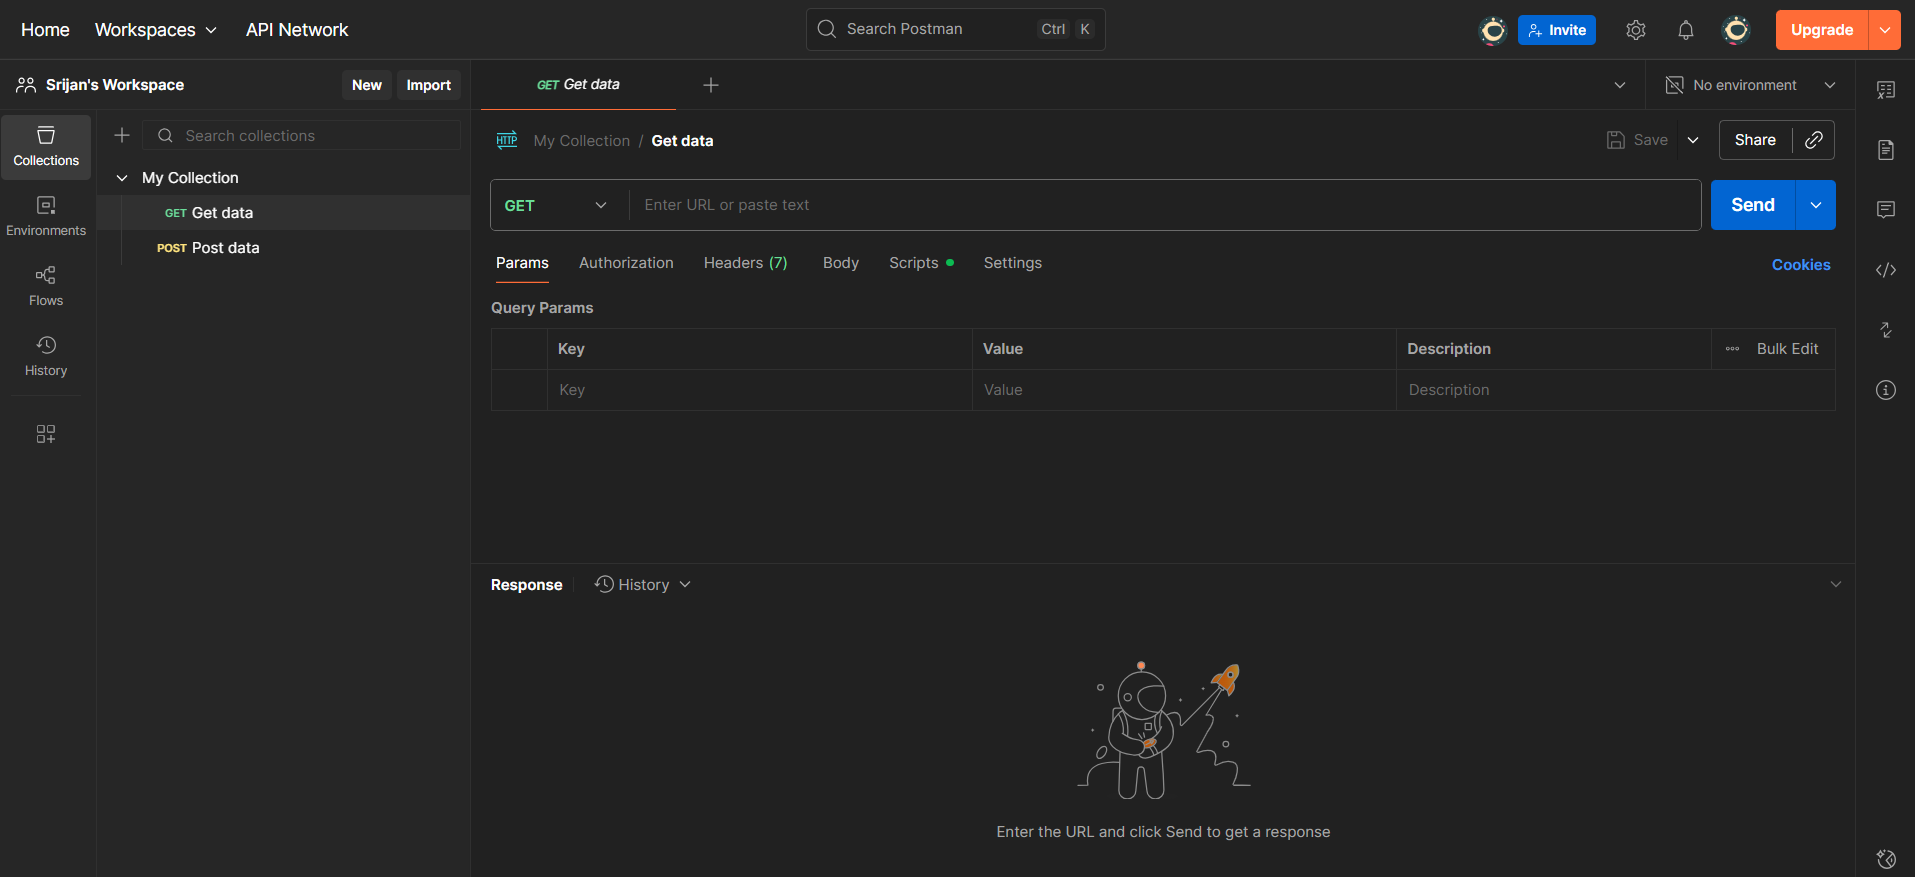 Home Workspaces API Network Search Postman Ctrl K Invite Upgrade
Srijan's Workspace New Import GET Get data No environment
Collections Search collections
HTTP My Collection / Get data Save Share
My Collection
GET Get data
POST Post data
Environments
Flows
History
GET Enter URL or paste text Send
Params Authorization Headers (7) Body Scripts Settings Cookies
Query Params
Key Value Description Bulk Edit
Key Value Description
Response History
Enter the URL and click Send to get a response